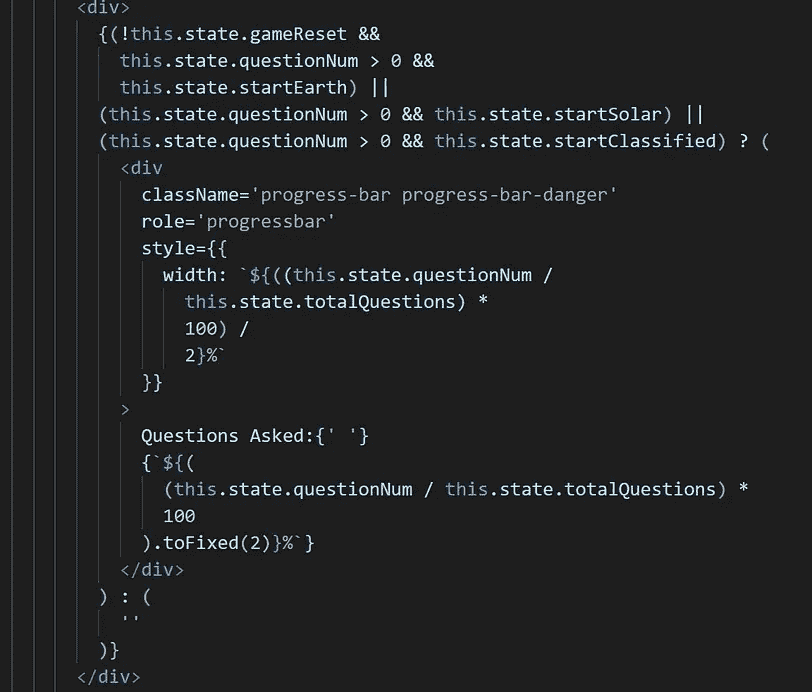 <div>
{(!this.state.gameReset &&
this.state.questionNum > 0 &&
this.state.startEarth) ||
(this.state.questionNum > 0 && this.state.startSolar) ||
(this.state.questionNum > 0 && this.state.startClassified) ? (
<div
className='progress-bar progress-bar-danger'
role='progressbar'
style={{
width: `${((this.state.questionNum /
this.state.totalQuestions) *
100) /
2}%`
}}
>
Questions Asked:{' '}
{`${(
(this.state.questionNum / this.state.totalQuestions) *
100
).toFixed(2)}%`}
</div>
) : (
''
)}
</div>